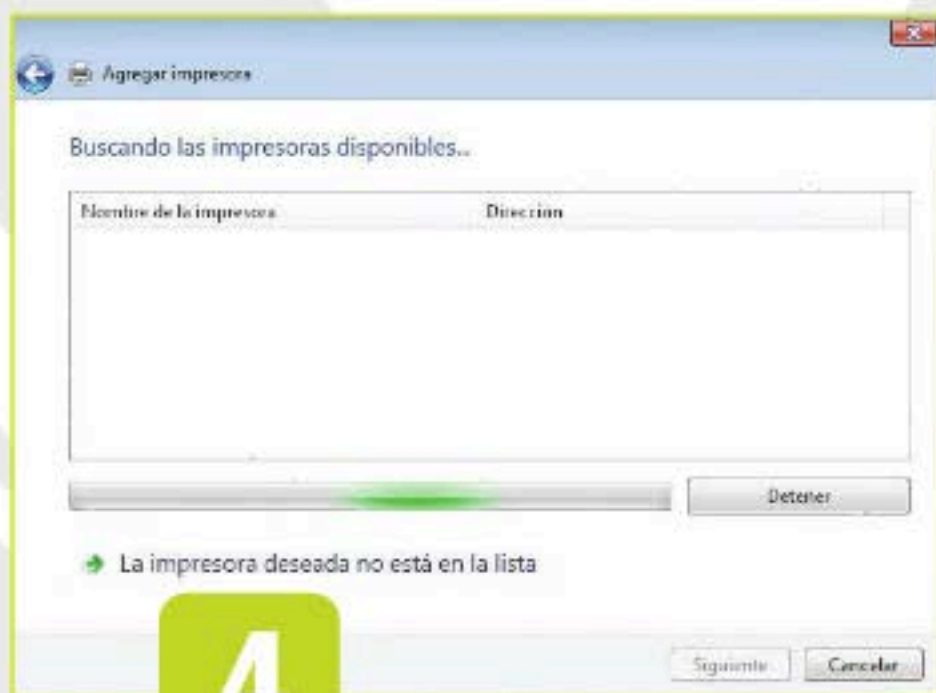 Agregar impresora
Buscando las impresoras disponibles...
Nombre de la impresora Dirección
Detener
La impresora deseada no está en la lista
4
Siguiente Cancelar